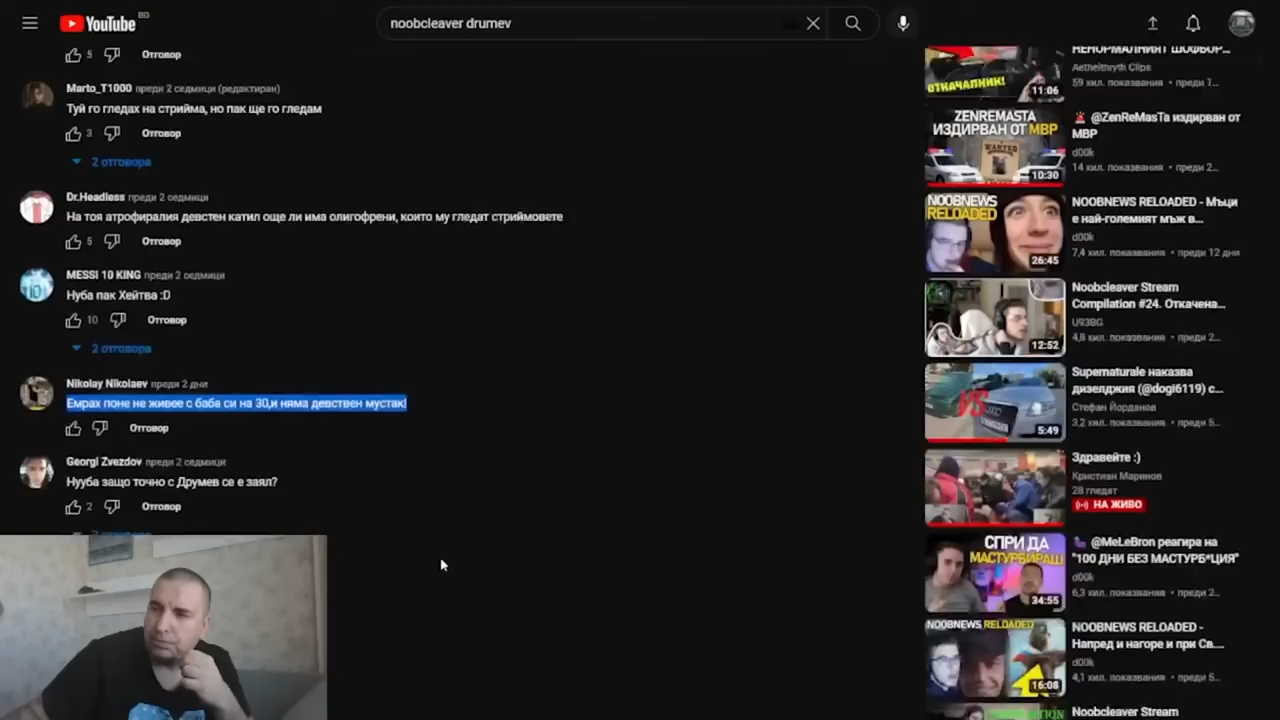 YouTube BG
noobcleaver drumev
5 Отговор
Marto_T1000 преди 2 седмици (редактиран)
Туй го гледах на стрийма, но пак ще го гледам
3 Отговор
2 отговора
Dr.Headless преди 2 седмици
На тоя атрофиралия девствен катил още ли има олигофрени, които му гледат стриймовете
5 Отговор
MESSI 10 KING преди 2 седмици
Нуба пак Хейтва :D
10 Отговор
2 отговора
Nikolay Nikolaev преди 2 дни
Емрах поне не живее с баба си на 30,и няма девствен мустак!
Отговор
Georgi Zvezdov преди 2 седмици
Нууба защо точно с Друмев се е заял?
2 Отговор
ОТКАЧАЛНИК!
11:06
НЕНОРМАЛНИЯТ ШОФЬОР...
Aetheithryth Clips
59 хил. показвания • преди 1...
ZENREMASTA
ИЗДИРВАН ОТ МВР
WANTED
10:30
🚨 @ZenReMasTa издирван от
МВР
d00k
14 хил. показвания • преди 2...
NOOBNEWS
RELOADED
26:45
NOOBNEWS RELOADED - Мъци
е най-големият мъж в...
d00k
7,4 хил. показвания • преди 12 дни
12:52
Noobcleaver Stream
Compilation #24. Откачена...
U93BG
4,8 хил. показвания • преди 2...
VS
5:49
Supernaturale наказва
дизелджия (@dogi6119) с...
Стефан Йорданов
3,2 хил. показвания • преди 5...
Здравейте :)
Кристиан Маринов
28 гледат
НА ЖИВО
СПРИ ДА
МАСТУРБИРАШ
34:55
🍆 @MeLeBron реагира на
"100 ДНИ БЕЗ МАСТУРБ*ЦИЯ"
d00k
6,3 хил. показвания • преди 2...
NOOBNEWS RELOADED
16:08
NOOBNEWS RELOADED -
Напред и нагоре и при Св....
d00k
4,1 хил. показвания • преди 5...
Noobcleaver Stream